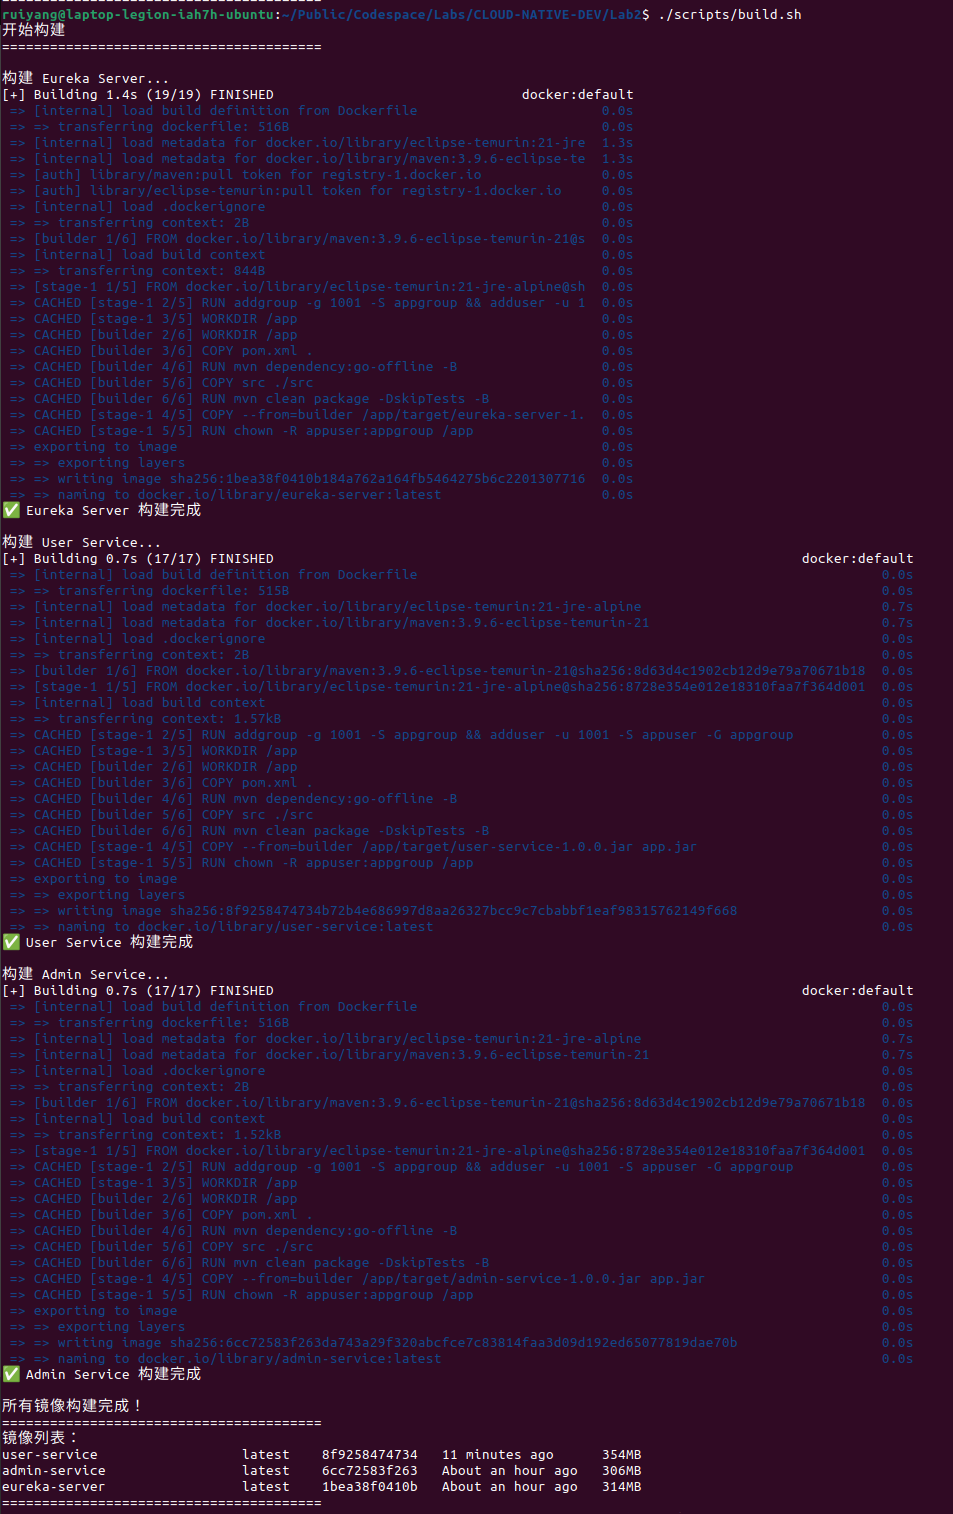 ========================================
ruiyang@laptop-legion-iah7h-ubuntu:~/Public/Codespace/Labs/CLOUD-NATIVE-DEV/Lab2$ ./scripts/build.sh
开始构建
========================================
构建 Eureka Server...
[+] Building 1.4s (19/19) FINISHED docker:default
=> [internal] load build definition from Dockerfile 0.0s
=> => transferring dockerfile: 516B 0.0s
=> [internal] load metadata for docker.io/library/eclipse-temurin:21-jre 1.3s
=> [internal] load metadata for docker.io/library/maven:3.9.6-eclipse-te 1.3s
=> [auth] library/maven:pull token for registry-1.docker.io 0.0s
=> [auth] library/eclipse-temurin:pull token for registry-1.docker.io 0.0s
=> [internal] load .dockerignore 0.0s
=> => transferring context: 2B 0.0s
=> [builder 1/6] FROM docker.io/library/maven:3.9.6-eclipse-temurin-21@s 0.0s
=> [internal] load build context 0.0s
=> => transferring context: 844B 0.0s
=> [stage-1 1/5] FROM docker.io/library/eclipse-temurin:21-jre-alpine@sh 0.0s
=> CACHED [stage-1 2/5] RUN addgroup -g 1001 -S appgroup && adduser -u 1 0.0s
=> CACHED [stage-1 3/5] WORKDIR /app 0.0s
=> CACHED [builder 2/6] WORKDIR /app 0.0s
=> CACHED [builder 3/6] COPY pom.xml . 0.0s
=> CACHED [builder 4/6] RUN mvn dependency:go-offline -B 0.0s
=> CACHED [builder 5/6] COPY src ./src 0.0s
=> CACHED [builder 6/6] RUN mvn clean package -DskipTests -B 0.0s
=> CACHED [stage-1 4/5] COPY --from=builder /app/target/eureka-server-1. 0.0s
=> CACHED [stage-1 5/5] RUN chown -R appuser:appgroup /app 0.0s
=> exporting to image 0.0s
=> => exporting layers 0.0s
=> => writing image sha256:1bea38f0410b184a762a164fb5464275b6c2201307716 0.0s
=> => naming to docker.io/library/eureka-server:latest 0.0s
✅ Eureka Server 构建完成
构建 User Service...
[+] Building 0.7s (17/17) FINISHED docker:default
=> [internal] load build definition from Dockerfile 0.0s
=> => transferring dockerfile: 515B 0.0s
=> [internal] load metadata for docker.io/library/eclipse-temurin:21-jre-alpine 0.7s
=> [internal] load metadata for docker.io/library/maven:3.9.6-eclipse-temurin-21 0.7s
=> [internal] load .dockerignore 0.0s
=> => transferring context: 2B 0.0s
=> [builder 1/6] FROM docker.io/library/maven:3.9.6-eclipse-temurin-21@sha256:8d63d4c1902cb12d9e79a70671b18 0.0s
=> [stage-1 1/5] FROM docker.io/library/eclipse-temurin:21-jre-alpine@sha256:8728e354e012e18310faa7f364d001 0.0s
=> [internal] load build context 0.0s
=> => transferring context: 1.57kB 0.0s
=> CACHED [stage-1 2/5] RUN addgroup -g 1001 -S appgroup && adduser -u 1001 -S appuser -G appgroup 0.0s
=> CACHED [stage-1 3/5] WORKDIR /app 0.0s
=> CACHED [builder 2/6] WORKDIR /app 0.0s
=> CACHED [builder 3/6] COPY pom.xml . 0.0s
=> CACHED [builder 4/6] RUN mvn dependency:go-offline -B 0.0s
=> CACHED [builder 5/6] COPY src ./src 0.0s
=> CACHED [builder 6/6] RUN mvn clean package -DskipTests -B 0.0s
=> CACHED [stage-1 4/5] COPY --from=builder /app/target/user-service-1.0.0.jar app.jar 0.0s
=> CACHED [stage-1 5/5] RUN chown -R appuser:appgroup /app 0.0s
=> exporting to image 0.0s
=> => exporting layers 0.0s
=> => writing image sha256:8f9258474734b72b4e686997d8aa26327bcc9c7cbabbf1eaf98315762149f668 0.0s
=> => naming to docker.io/library/user-service:latest 0.0s
✅ User Service 构建完成
构建 Admin Service...
[+] Building 0.7s (17/17) FINISHED docker:default
=> [internal] load build definition from Dockerfile 0.0s
=> => transferring dockerfile: 516B 0.0s
=> [internal] load metadata for docker.io/library/eclipse-temurin:21-jre-alpine 0.7s
=> [internal] load metadata for docker.io/library/maven:3.9.6-eclipse-temurin-21 0.7s
=> [internal] load .dockerignore 0.0s
=> => transferring context: 2B 0.0s
=> [builder 1/6] FROM docker.io/library/maven:3.9.6-eclipse-temurin-21@sha256:8d63d4c1902cb12d9e79a70671b18 0.0s
=> [internal] load build context 0.0s
=> => transferring context: 1.52kB 0.0s
=> [stage-1 1/5] FROM docker.io/library/eclipse-temurin:21-jre-alpine@sha256:8728e354e012e18310faa7f364d001 0.0s
=> CACHED [stage-1 2/5] RUN addgroup -g 1001 -S appgroup && adduser -u 1001 -S appuser -G appgroup 0.0s
=> CACHED [stage-1 3/5] WORKDIR /app 0.0s
=> CACHED [builder 2/6] WORKDIR /app 0.0s
=> CACHED [builder 3/6] COPY pom.xml . 0.0s
=> CACHED [builder 4/6] RUN mvn dependency:go-offline -B 0.0s
=> CACHED [builder 5/6] COPY src ./src 0.0s
=> CACHED [builder 6/6] RUN mvn clean package -DskipTests -B 0.0s
=> CACHED [stage-1 4/5] COPY --from=builder /app/target/admin-service-1.0.0.jar app.jar 0.0s
=> CACHED [stage-1 5/5] RUN chown -R appuser:appgroup /app 0.0s
=> exporting to image 0.0s
=> => exporting layers 0.0s
=> => writing image sha256:6cc72583f263da743a29f320abcfce7c83814faa3d09d192ed65077819dae70b 0.0s
=> => naming to docker.io/library/admin-service:latest 0.0s
✅ Admin Service 构建完成
所有镜像构建完成！
========================================
镜像列表：
user-service latest 8f9258474734 11 minutes ago 354MB
admin-service latest 6cc72583f263 About an hour ago 306MB
eureka-server latest 1bea38f0410b About an hour ago 314MB
========================================